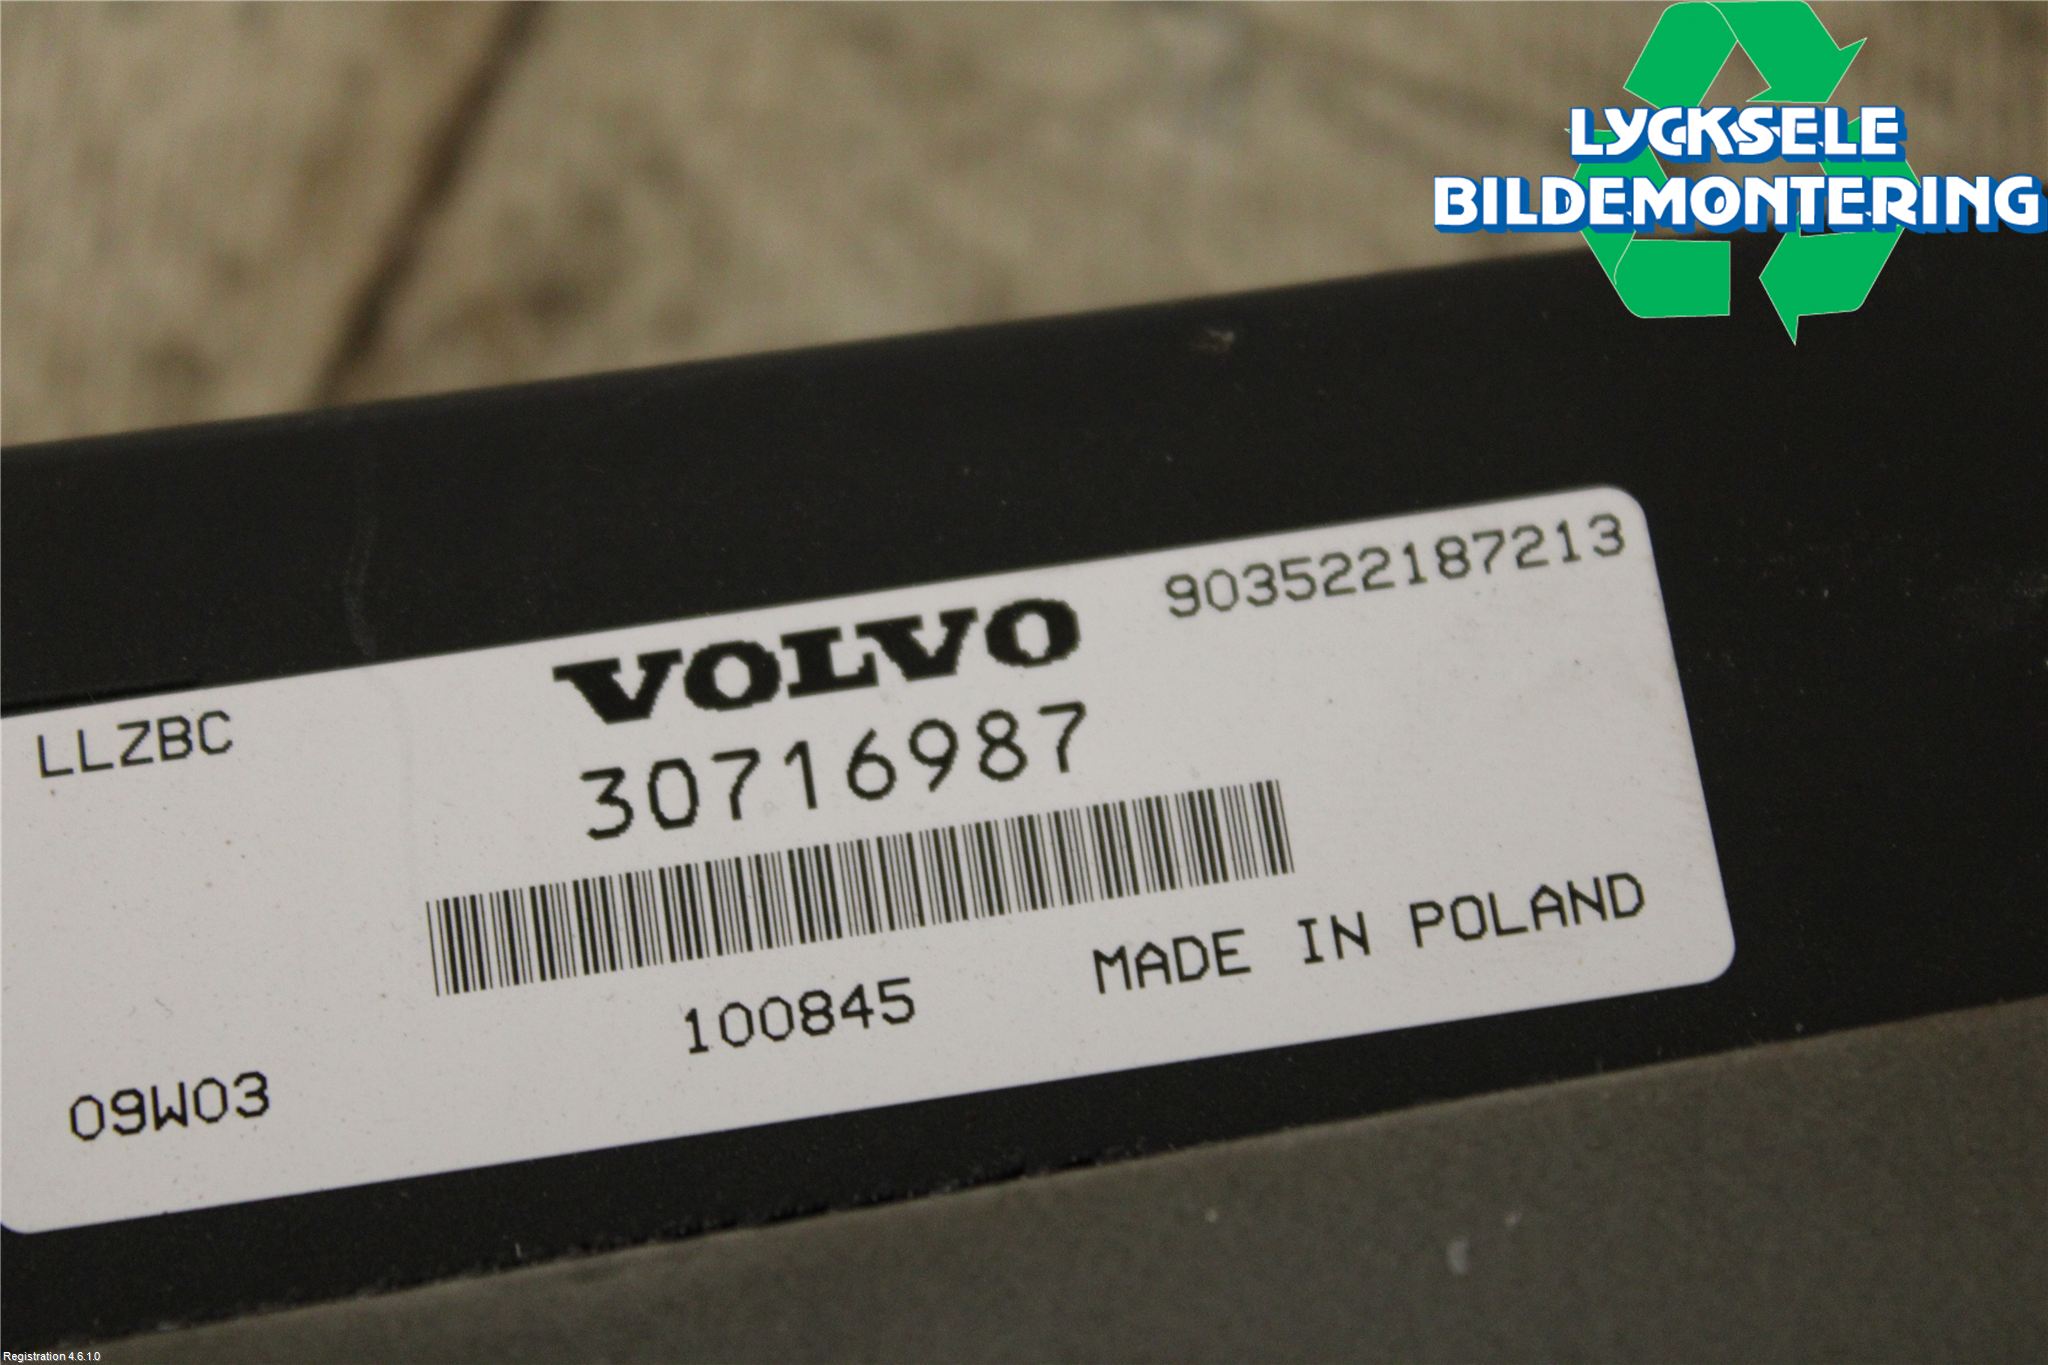 LYCKSELE
BILDEMONTERING
903522187213
VOLVO
LLZBC
30716987
100845
MADE IN POLAND
09W03
Registration 4.6.1.0